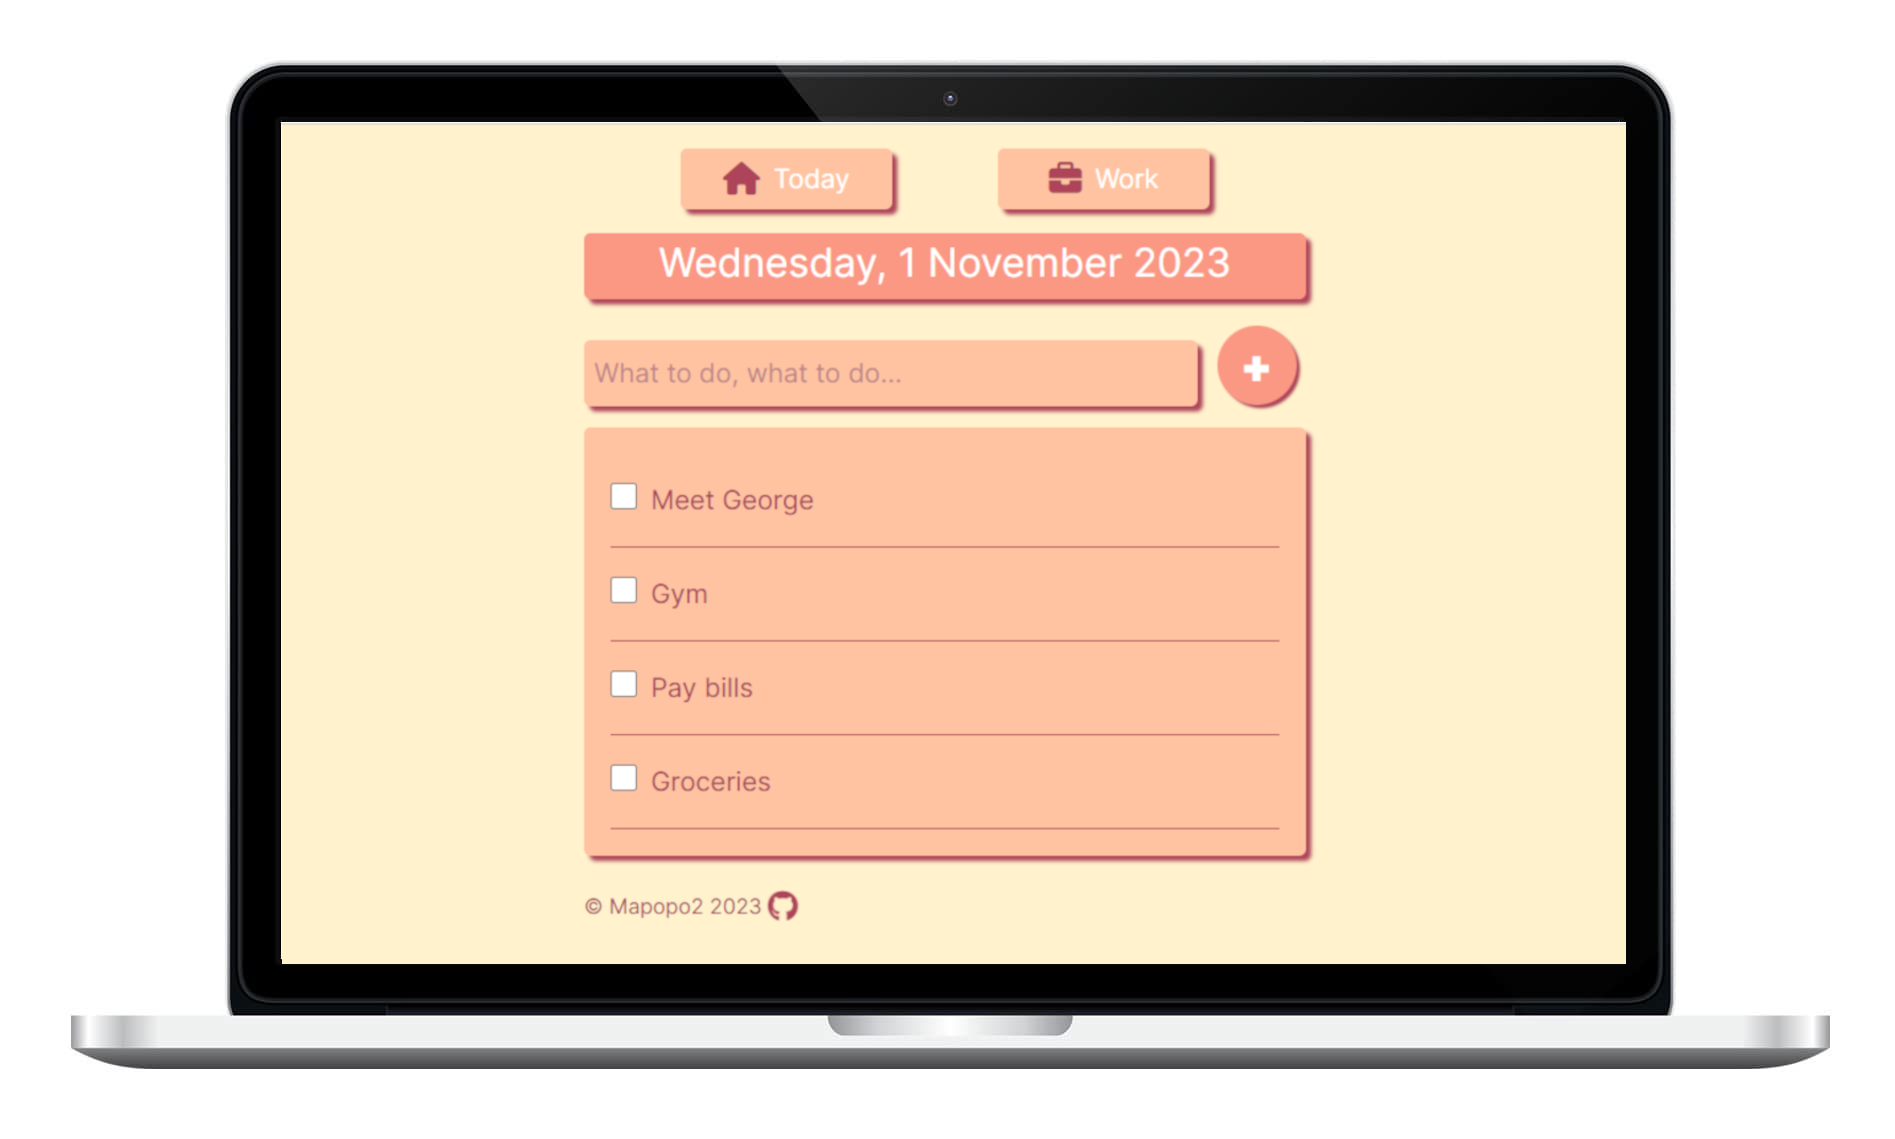 Today
Work
Wednesday, 1 November 2023
What to do, what to do...
Meet George
Gym
Pay bills
Groceries
© Mapopo2 2023